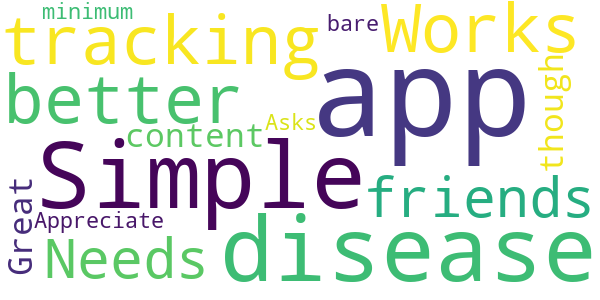 minimum
tracking
bare
Works
better
app
though
content
Asks
Simple
friends
Great
Appreciate
Needs
disease